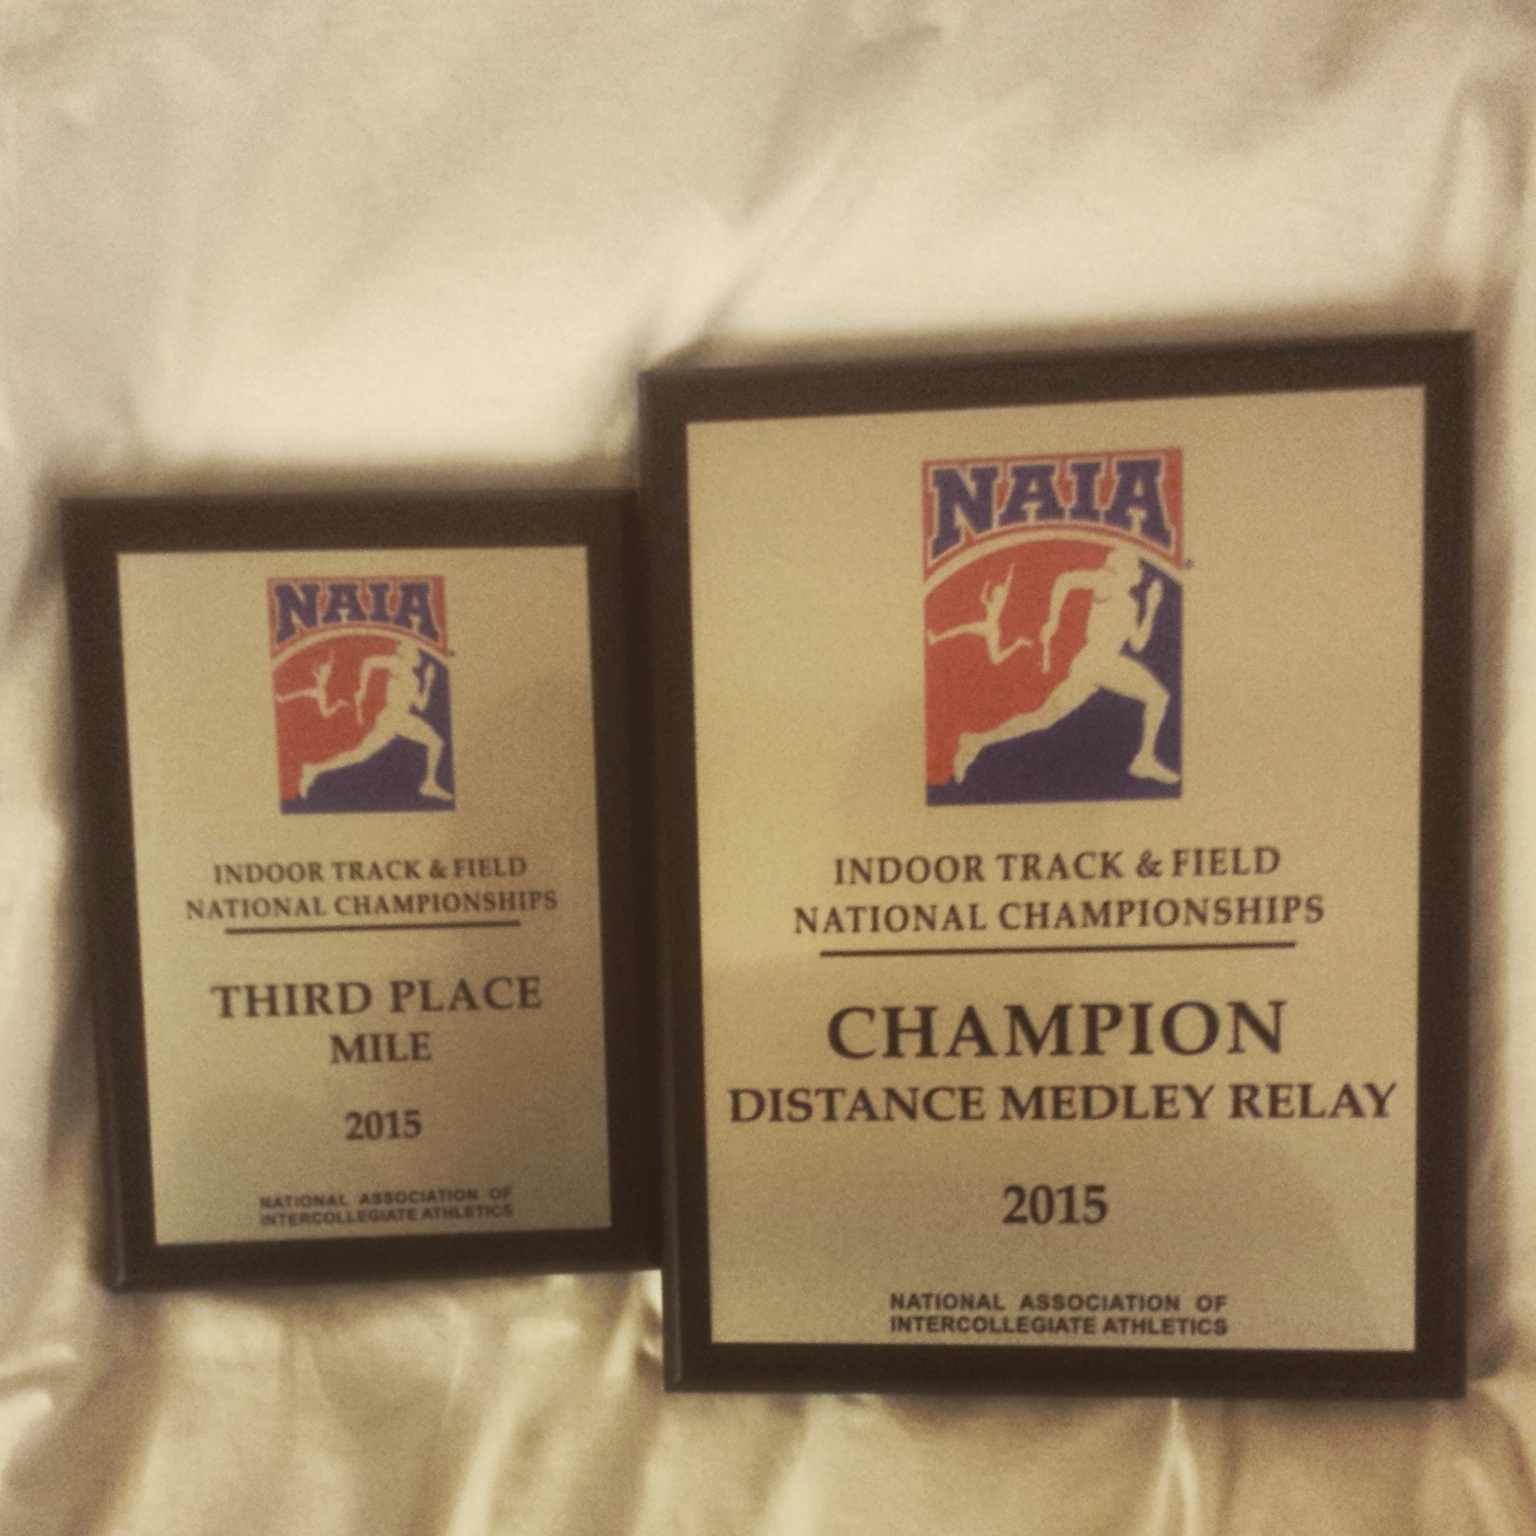 NAIA
INDOOR TRACK & FIELD
NATIONAL CHAMPIONSHIPS
THIRD PLACE
MILE
2015
NATIONAL ASSOCIATION OF
INTERCOLLEGIATE ATHLETICS
NAIA
INDOOR TRACK & FIELD
NATIONAL CHAMPIONSHIPS
CHAMPION
DISTANCE MEDLEY RELAY
2015
NATIONAL ASSOCIATION OF
INTERCOLLEGIATE ATHLETICS